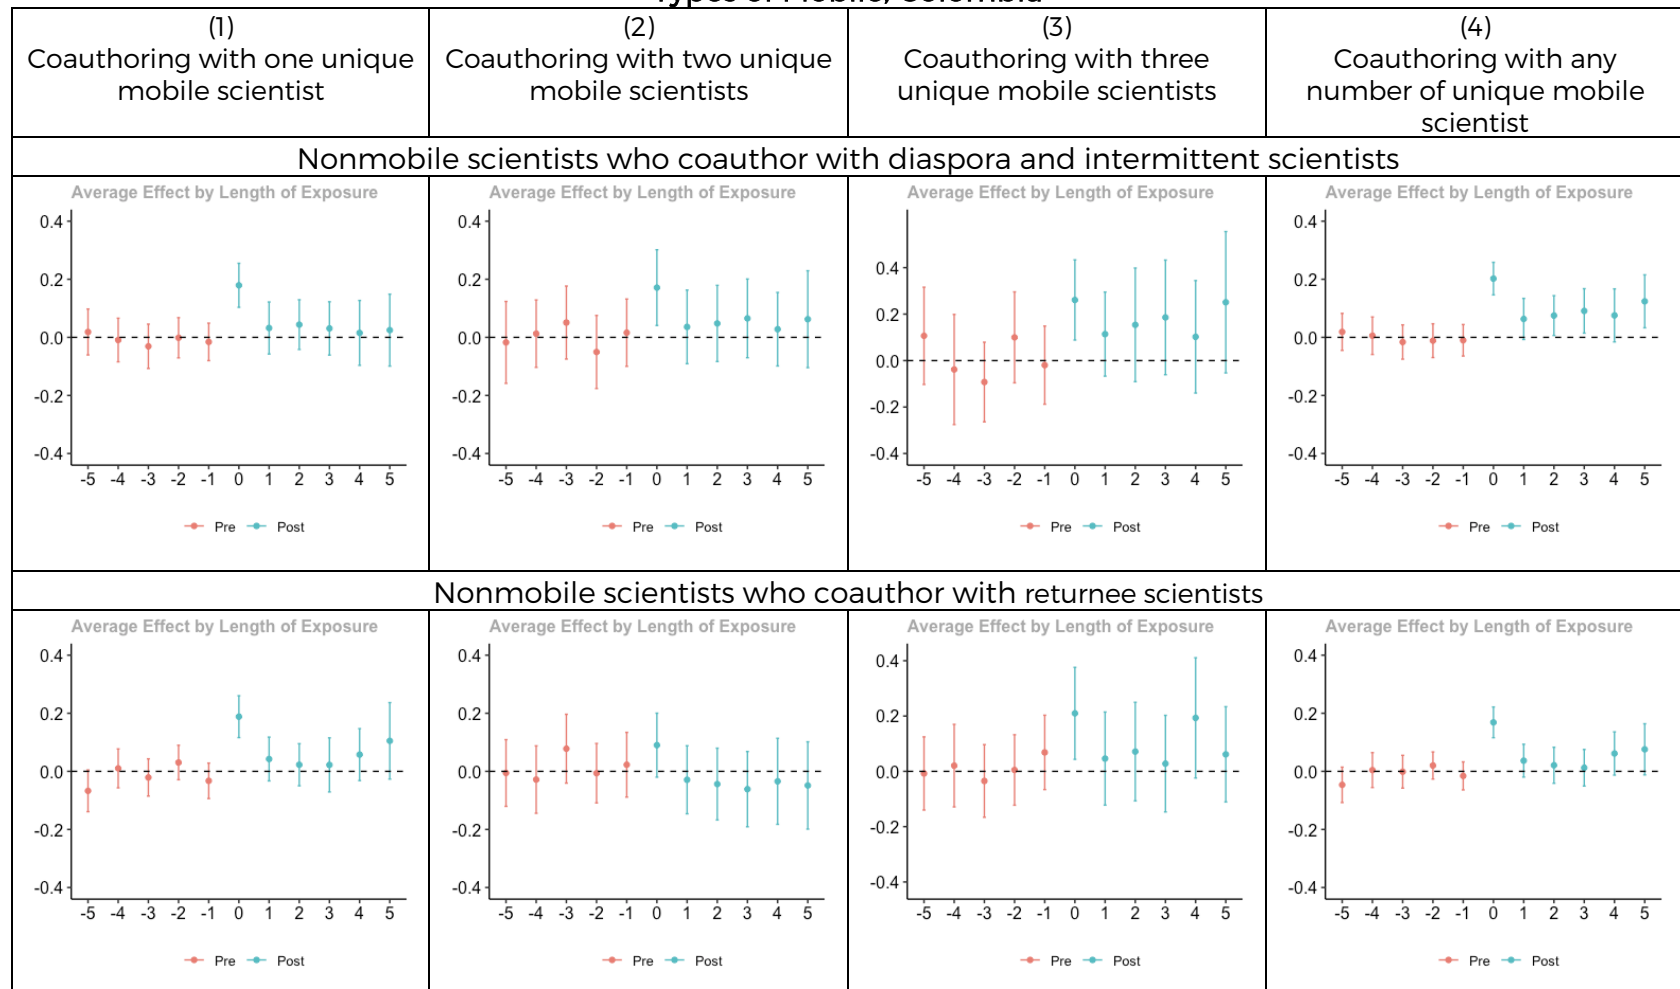 Types of Mobile, Colombia
(1)
Coauthoring with one unique
mobile scientist
(2)
Coauthoring with two unique
mobile scientists
(3)
Coauthoring with three
unique mobile scientists
(4)
Coauthoring with any
number of unique mobile
scientist
Nonmobile scientists who coauthor with diaspora and intermittent scientists
Average Effect by Length of Exposure
0.4
0.2
0.0
-0.2
-0.4
-5 -4 -3 -2 -1 0 1 2 3 4 5
Pre Post
Average Effect by Length of Exposure
0.4
0.2
0.0
-0.2
-0.4
-5 -4 -3 -2 -1 0 1 2 3 4 5
Pre Post
Average Effect by Length of Exposure
0.4
0.2
0.0
-0.2
-0.4
-5 -4 -3 -2 -1 0 1 2 3 4 5
Pre Post
Average Effect by Length of Exposure
0.4
0.2
0.0
-0.2
-0.4
-5 -4 -3 -2 -1 0 1 2 3 4 5
Pre Post
Nonmobile scientists who coauthor with returnee scientists
Average Effect by Length of Exposure
0.4
0.2
0.0
-0.2
-0.4
-5 -4 -3 -2 -1 0 1 2 3 4 5
Pre Post
Average Effect by Length of Exposure
0.4
0.2
0.0
-0.2
-0.4
-5 -4 -3 -2 -1 0 1 2 3 4 5
Pre Post
Average Effect by Length of Exposure
0.4
0.2
0.0
-0.2
-0.4
-5 -4 -3 -2 -1 0 1 2 3 4 5
Pre Post
Average Effect by Length of Exposure
0.4
0.2
0.0
-0.2
-0.4
-5 -4 -3 -2 -1 0 1 2 3 4 5
Pre Post